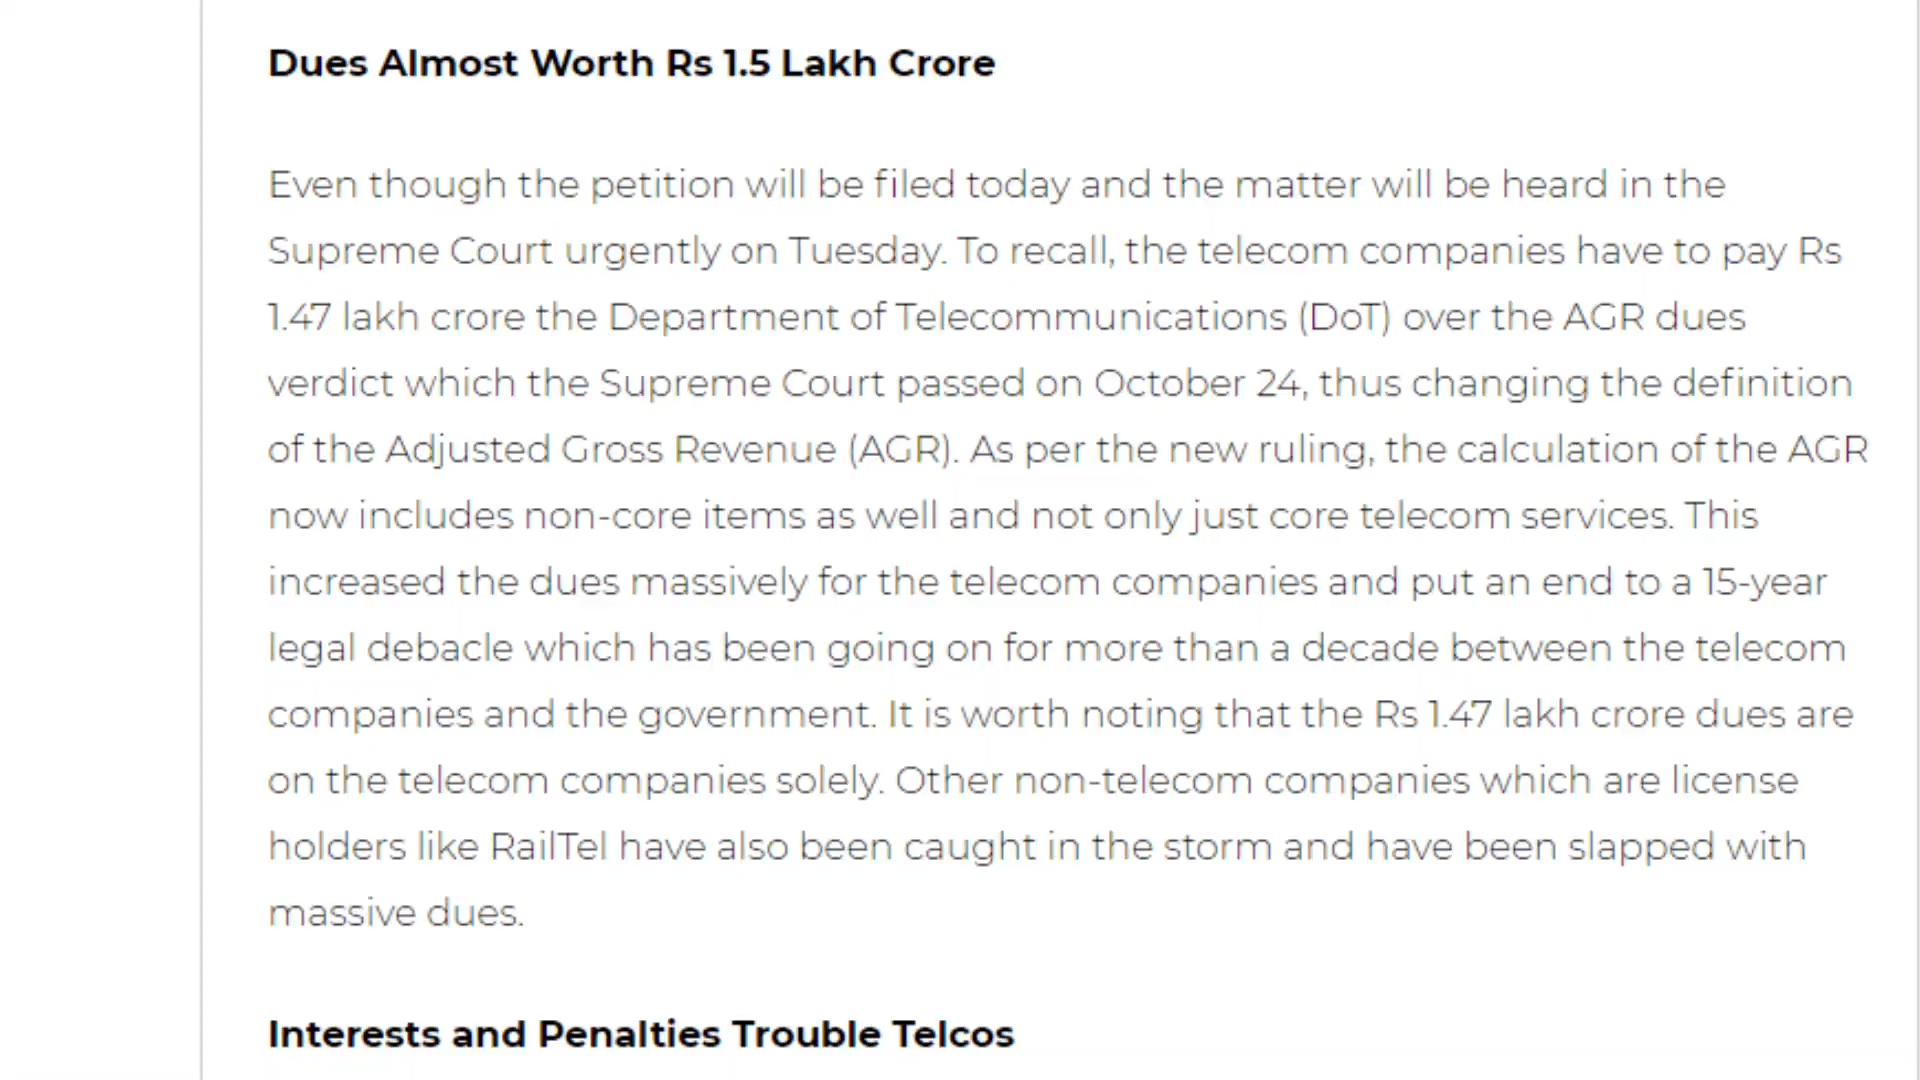 Dues Almost Worth Rs 1.5 Lakh Crore
Even though the petition will be filed today and the matter will be heard in the
Supreme Court urgently on Tuesday. To recall, the telecom companies have to pay Rs
1.47 lakh crore the Department of Telecommunications (DoT) over the AGR dues
verdict which the Supreme Court passed on October 24, thus changing the definition
of the Adjusted Gross Revenue (AGR). As per the new ruling, the calculation of the AGR
now includes non-core items as well and not only just core telecom services. This
increased the dues massively for the telecom companies and put an end to a 15-year
legal debacle which has been going on for more than a decade between the telecom
companies and the government. It is worth noting that the Rs 1.47 lakh crore dues are
on the telecom companies solely. Other non-telecom companies which are license
holders like RailTel have also been caught in the storm and have been slapped with
massive dues.
Interests and Penalties Trouble Telcos